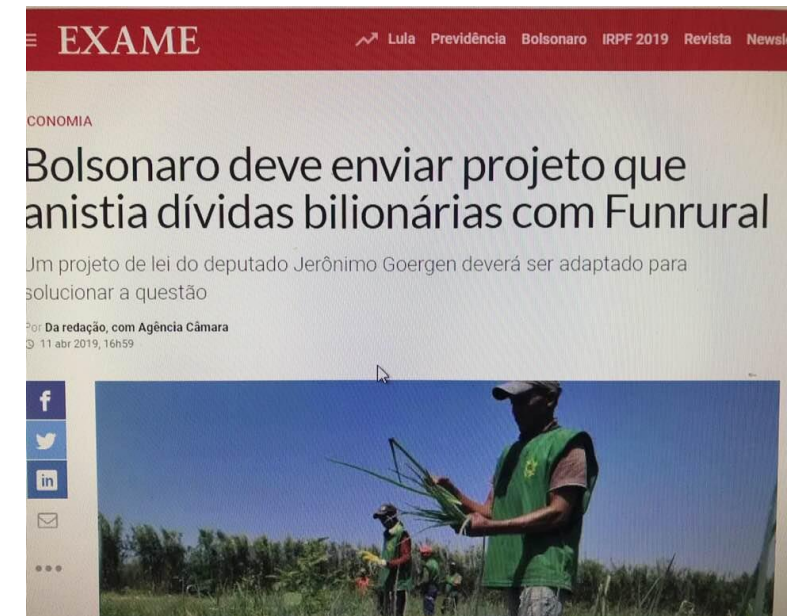 EXAME
Lula Previdência Bolsonaro IRPF 2019 Revista Newsl
CONOMIA
Bolsonaro deve enviar projeto que
anistia dívidas bilionárias com Funrural
Um projeto de lei do deputado Jerônimo Goergen deverá ser adaptado para
solucionar a questão
Por Da redação, com Agência Câmara
11 abr 2019, 16h59
f
in